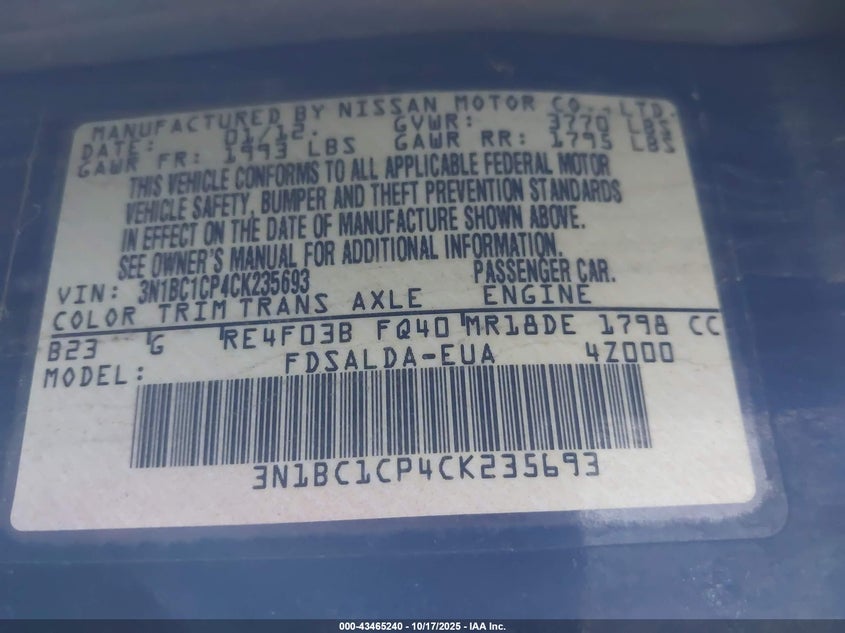 MANUFACTURED BY NISSAN MOTOR CO., LTD.
DATE: 01/12. GVWR: 3770 LBS
GAWR FR: 1993 LBS GAWR RR: 1795 LBS
THIS VEHICLE CONFORMS TO ALL APPLICABLE FEDERAL MOTOR
VEHICLE SAFETY, BUMPER AND THEFT PREVENTION STANDARDS
IN EFFECT ON THE DATE OF MANUFACTURE SHOWN ABOVE.
SEE OWNER'S MANUAL FOR ADDITIONAL INFORMATION.
VIN: 3N1BC1CP4CK235693 PASSENGER CAR.
COLOR TRIM TRANS AXLE ENGINE
B23 G RE4F03B FQ40 MR18DE 1798 CC
MODEL: FDSALDA-EUA 4Z000
3N1BC1CP4CK235693
000-43465240 - 10/17/2025 - IAA Inc.